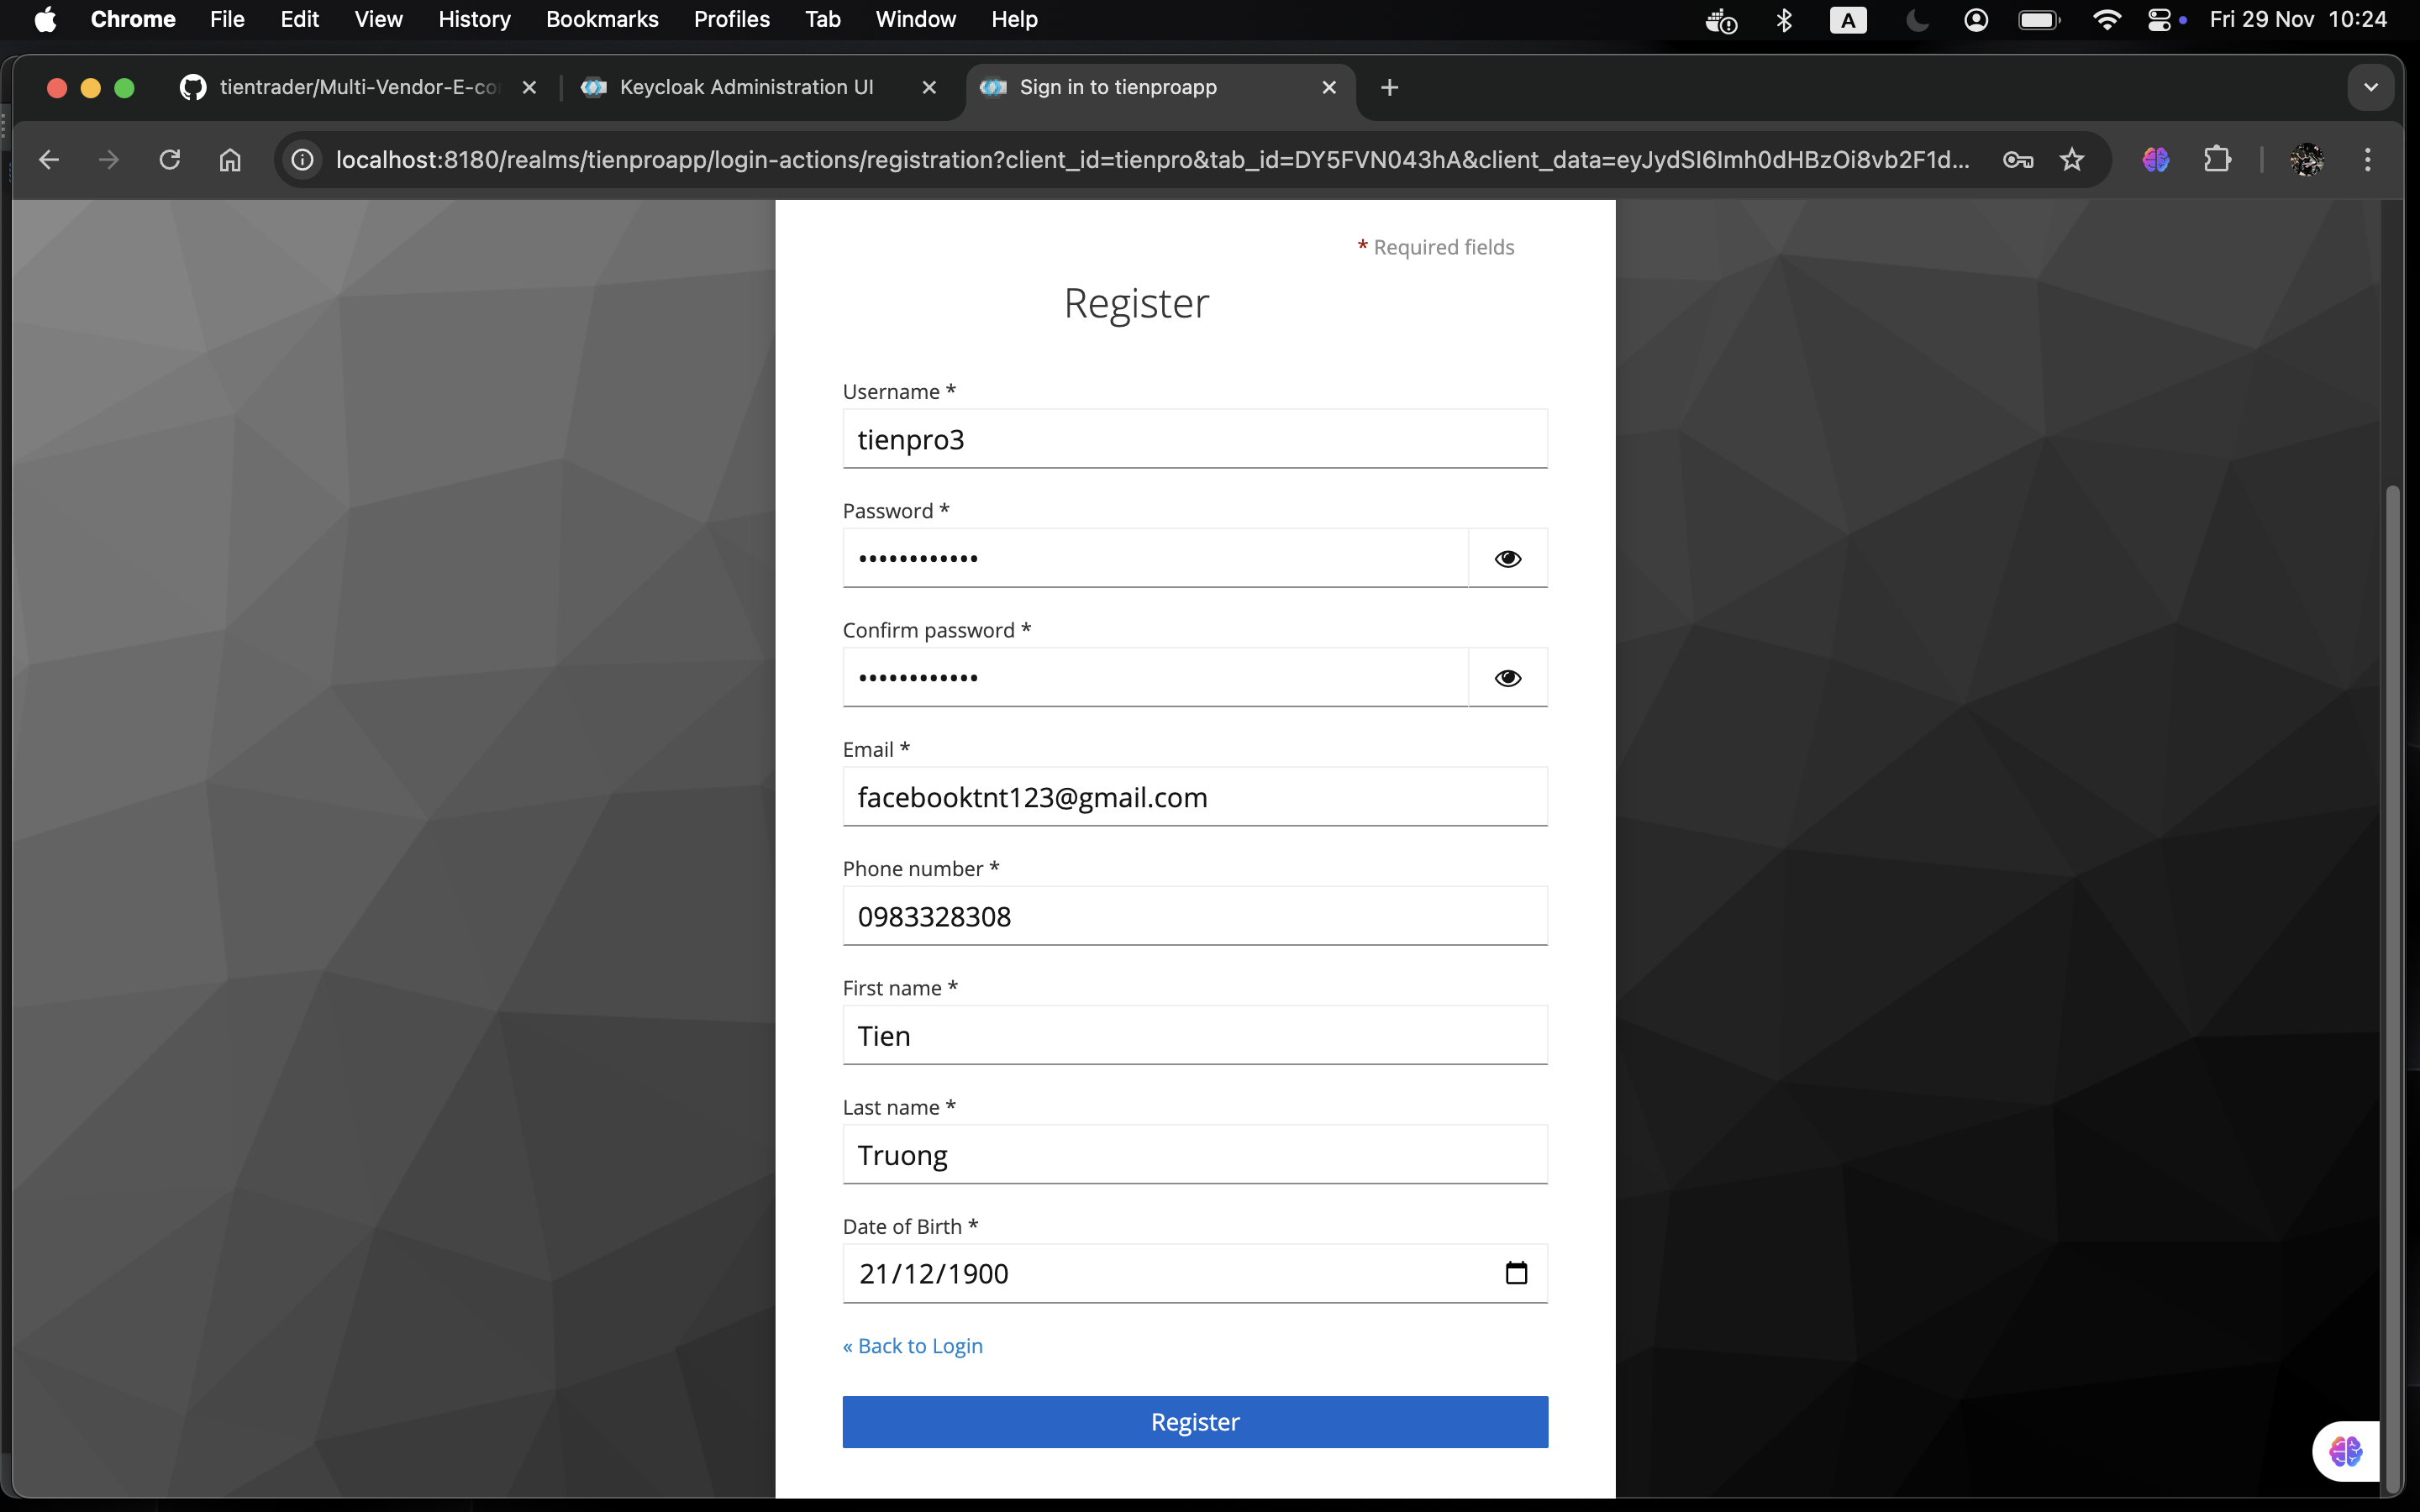 Chrome File Edit View History Bookmarks Profiles Tab Window Help A Fri 29 Nov 10:24
tientrader/Multi-Vendor-E-co Keycloak Administration UI Sign in to tienproapp
localhost:8180/realms/tienproapp/login-actions/registration?client_id=tienpro&tab_id=DY5FVN043hA&client_data=eyJydSI6Imh0dHBzOi8vb2F1d...
* Required fields
Register
Username *
tienpro3
Password *
••••••••••••
Confirm password *
••••••••••••
Email *
facebooktnt123@gmail.com
Phone number *
0983328308
First name *
Tien
Last name *
Truong
Date of Birth *
21/12/1900
« Back to Login
Register